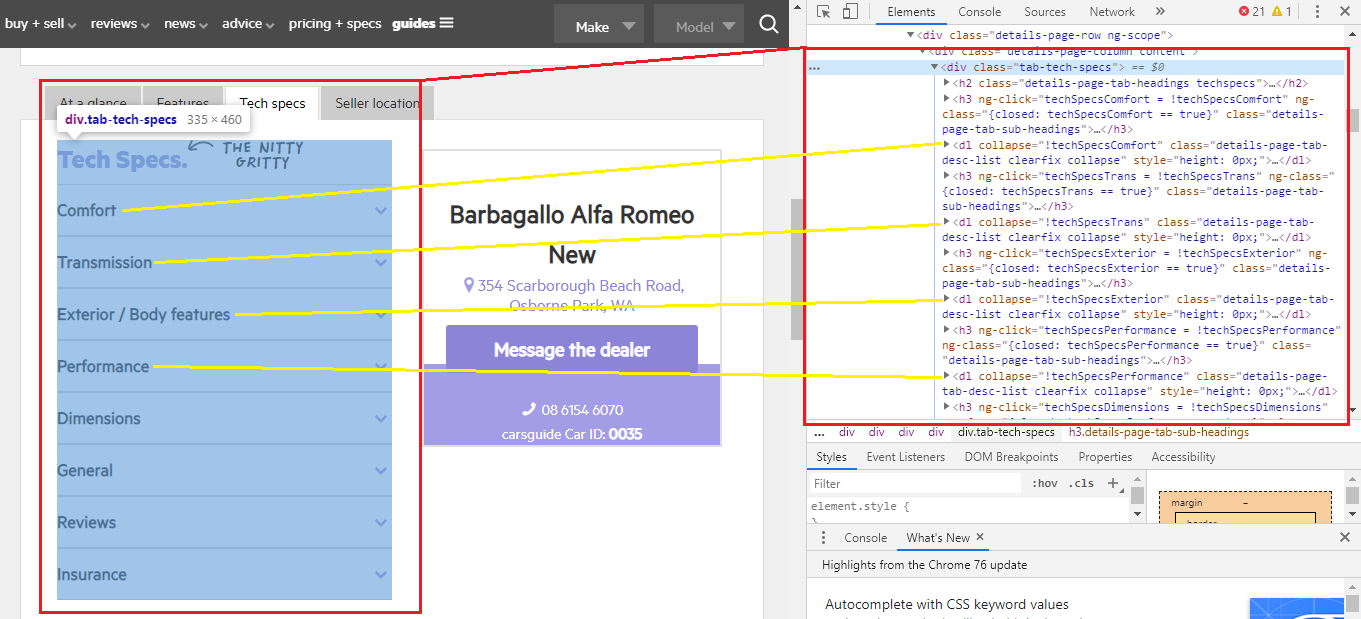 buy + sell reviews news advice pricing + specs guides Make Model
At a glance Features Tech specs Seller location
div.tab-tech-specs 335 × 460
Tech Specs. THE NITTY
GRITTY
Comfort
Transmission
Exterior / Body features
Performance
Dimensions
General
Reviews
Insurance
Barbagallo Alfa Romeo
New
354 Scarborough Beach Road,
Osborne Park, WA
Message the dealer
08 6154 6070
carsguide Car ID: 0035
Elements Console Sources Network » 21 1
<div class="details-page-row ng-scope">
<div class="details-page-column content">
... <div class="tab-tech-specs"> == $0
<h2 class="details-page-tab-headings techspecs">…</h2>
<h3 ng-click="techSpecsComfort = !techSpecsComfort" ng-
class="{closed: techSpecsComfort == true}" class="details-
page-tab-sub-headings">…</h3>
<dl collapse="!techSpecsComfort" class="details-page-tab-
desc-list clearfix collapse" style="height: 0px;">…</dl>
<h3 ng-click="techSpecsTrans = !techSpecsTrans" ng-class="
{closed: techSpecsTrans == true}" class="details-page-tab-
sub-headings">…</h3>
<dl collapse="!techSpecsTrans" class="details-page-tab-
desc-list clearfix collapse" style="height: 0px;">…</dl>
<h3 ng-click="techSpecsExterior = !techSpecsExterior" ng-
class="{closed: techSpecsExterior == true}" class="details-
page-tab-sub-headings">…</h3>
<dl collapse="!techSpecsExterior" class="details-page-tab-
desc-list clearfix collapse" style="height: 0px;">…</dl>
<h3 ng-click="techSpecsPerformance = !techSpecsPerformance"
ng-class="{closed: techSpecsPerformance == true}" class=
"details-page-tab-sub-headings">…</h3>
<dl collapse="!techSpecsPerformance" class="details-page-
tab-desc-list clearfix collapse" style="height: 0px;">…</dl>
<h3 ng-click="techSpecsDimensions = !techSpecsDimensions"
... div div div div div.tab-tech-specs h3.details-page-tab-sub-headings
Styles Event Listeners DOM Breakpoints Properties Accessibility
Filter :hov .cls +
element.style {
}
margin –
border
Console What's New ×
Highlights from the Chrome 76 update
Autocomplete with CSS keyword values